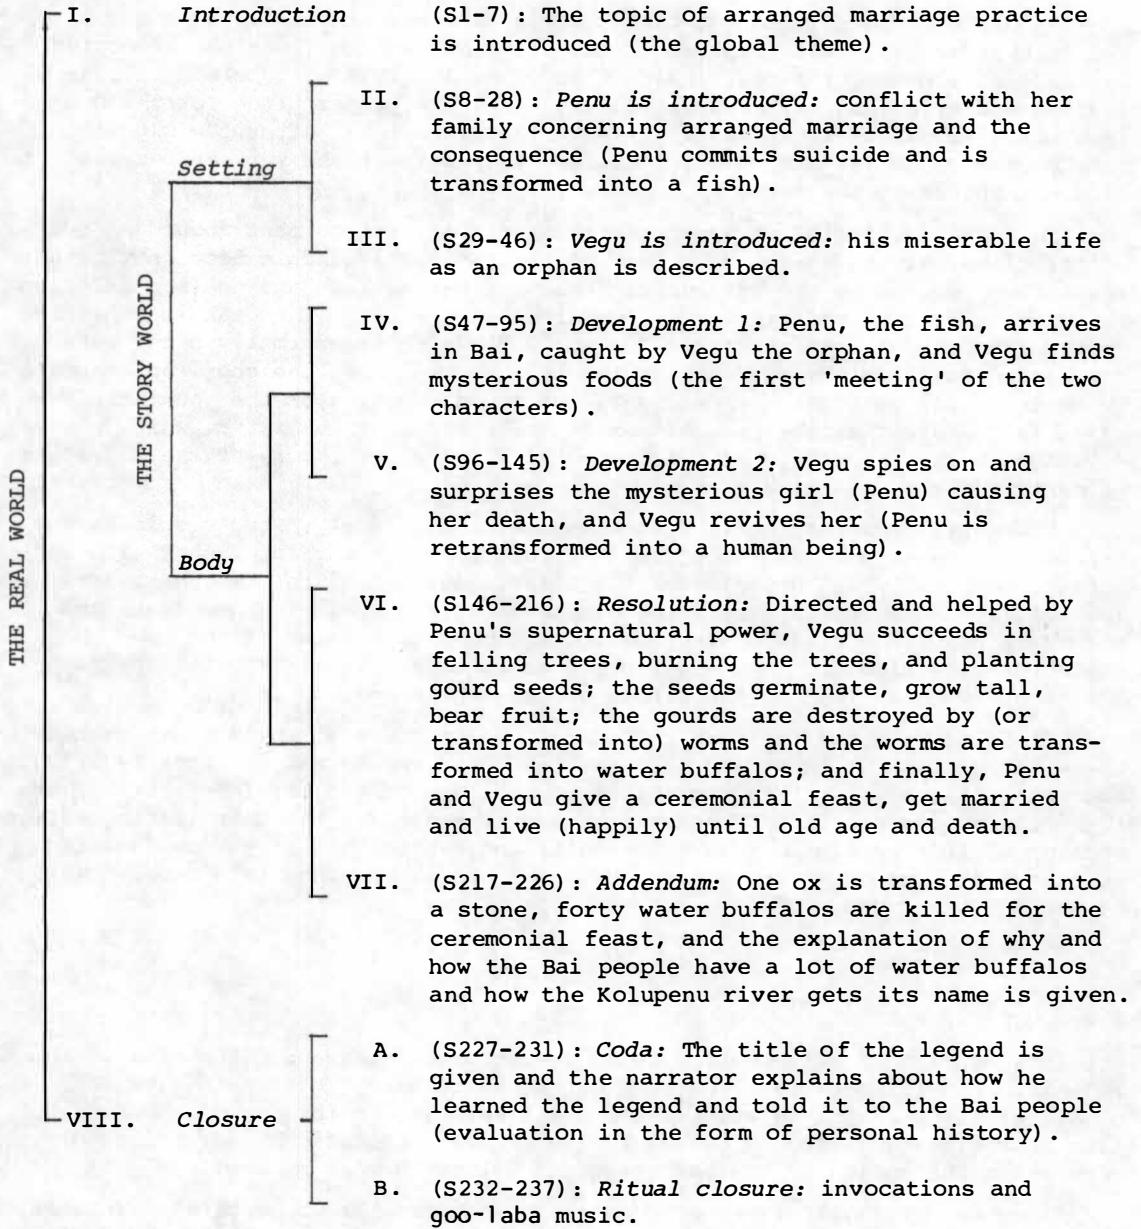 I. Introduction (S1-7): The topic of arranged marriage practice
is introduced (the global theme).
II. (S8-28): Penu is introduced: conflict with her
family concerning arranged marriage and the
consequence (Penu commits suicide and is
transformed into a fish).
Setting
III. (S29-46): Vegu is introduced: his miserable life
as an orphan is described.
THE STORY WORLD
IV. (S47-95): Development 1: Penu, the fish, arrives
in Bai, caught by Vegu the orphan, and Vegu finds
mysterious foods (the first 'meeting' of the two
characters).
V. (S96-145): Development 2: Vegu spies on and
surprises the mysterious girl (Penu) causing
her death, and Vegu revives her (Penu is
retransformed into a human being).
THE REAL WORLD
Body
VI. (S146-216): Resolution: Directed and helped by
Penu's supernatural power, Vegu succeeds in
felling trees, burning the trees, and planting
gourd seeds; the seeds germinate, grow tall,
bear fruit; the gourds are destroyed by (or
transformed into) worms and the worms are trans-
formed into water buffalos; and finally, Penu
and Vegu give a ceremonial feast, get married
and live (happily) until old age and death.
VII. (S217-226): Addendum: One ox is transformed into
a stone, forty water buffalos are killed for the
ceremonial feast, and the explanation of why and
how the Bai people have a lot of water buffalos
and how the Kolupenu river gets its name is given.
A. (S227-231): Coda: The title of the legend is
given and the narrator explains about how he
learned the legend and told it to the Bai people
(evaluation in the form of personal history).
VIII. Closure
B. (S232-237): Ritual closure: invocations and
goo-laba music.